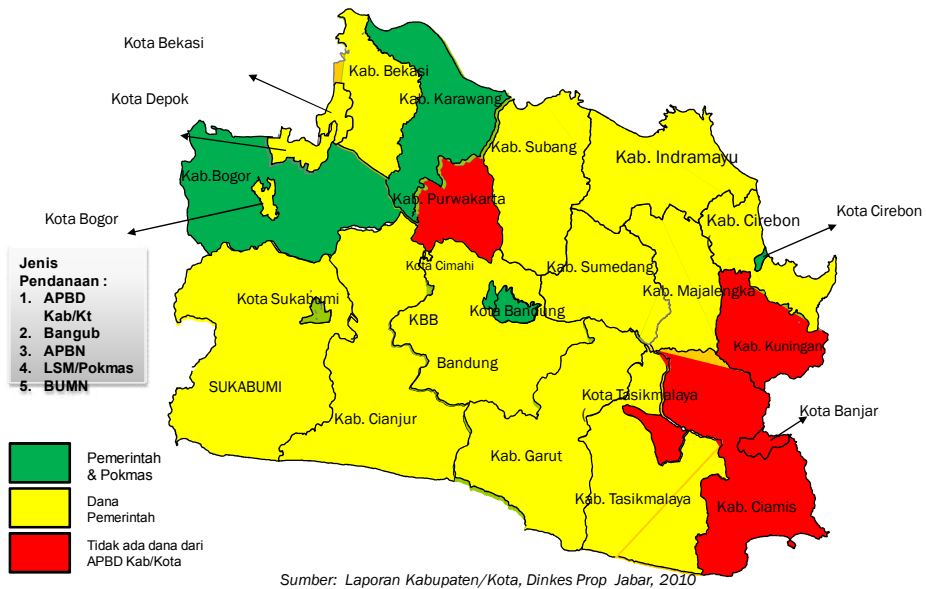 Kota Bekasi
Kab. Bekasi
Kota Depok
Kab. Karawang
Kab. Subang
Kab. Indramayu
Kab.Bogor
Kab. Purwakarta
Kota Bogor
Kab. Cirebon
Kota Cirebon
Jenis
Pendanaan :
1. APBD
Kab/Kt
2. Bangub
3. APBN
4. LSM/Pokmas
5. BUMN
Kota Cimahi
Kab. Sumedang
Kab. Majalengka
Kota Sukabumi
Kota Bandung
KBB
Kab. Kuningan
Bandung
SUKABUMI
Kota Tasikmalaya
Kota Banjar
Kab. Cianjur
Kab. Garut
Kab. Tasikmalaya
Kab. Ciamis
Pemerintah
& Pokmas
Dana
Pemerintah
Tidak ada dana dari
APBD Kab/Kota
Sumber: Laporan Kabupaten/Kota, Dinkes Prop Jabar, 2010